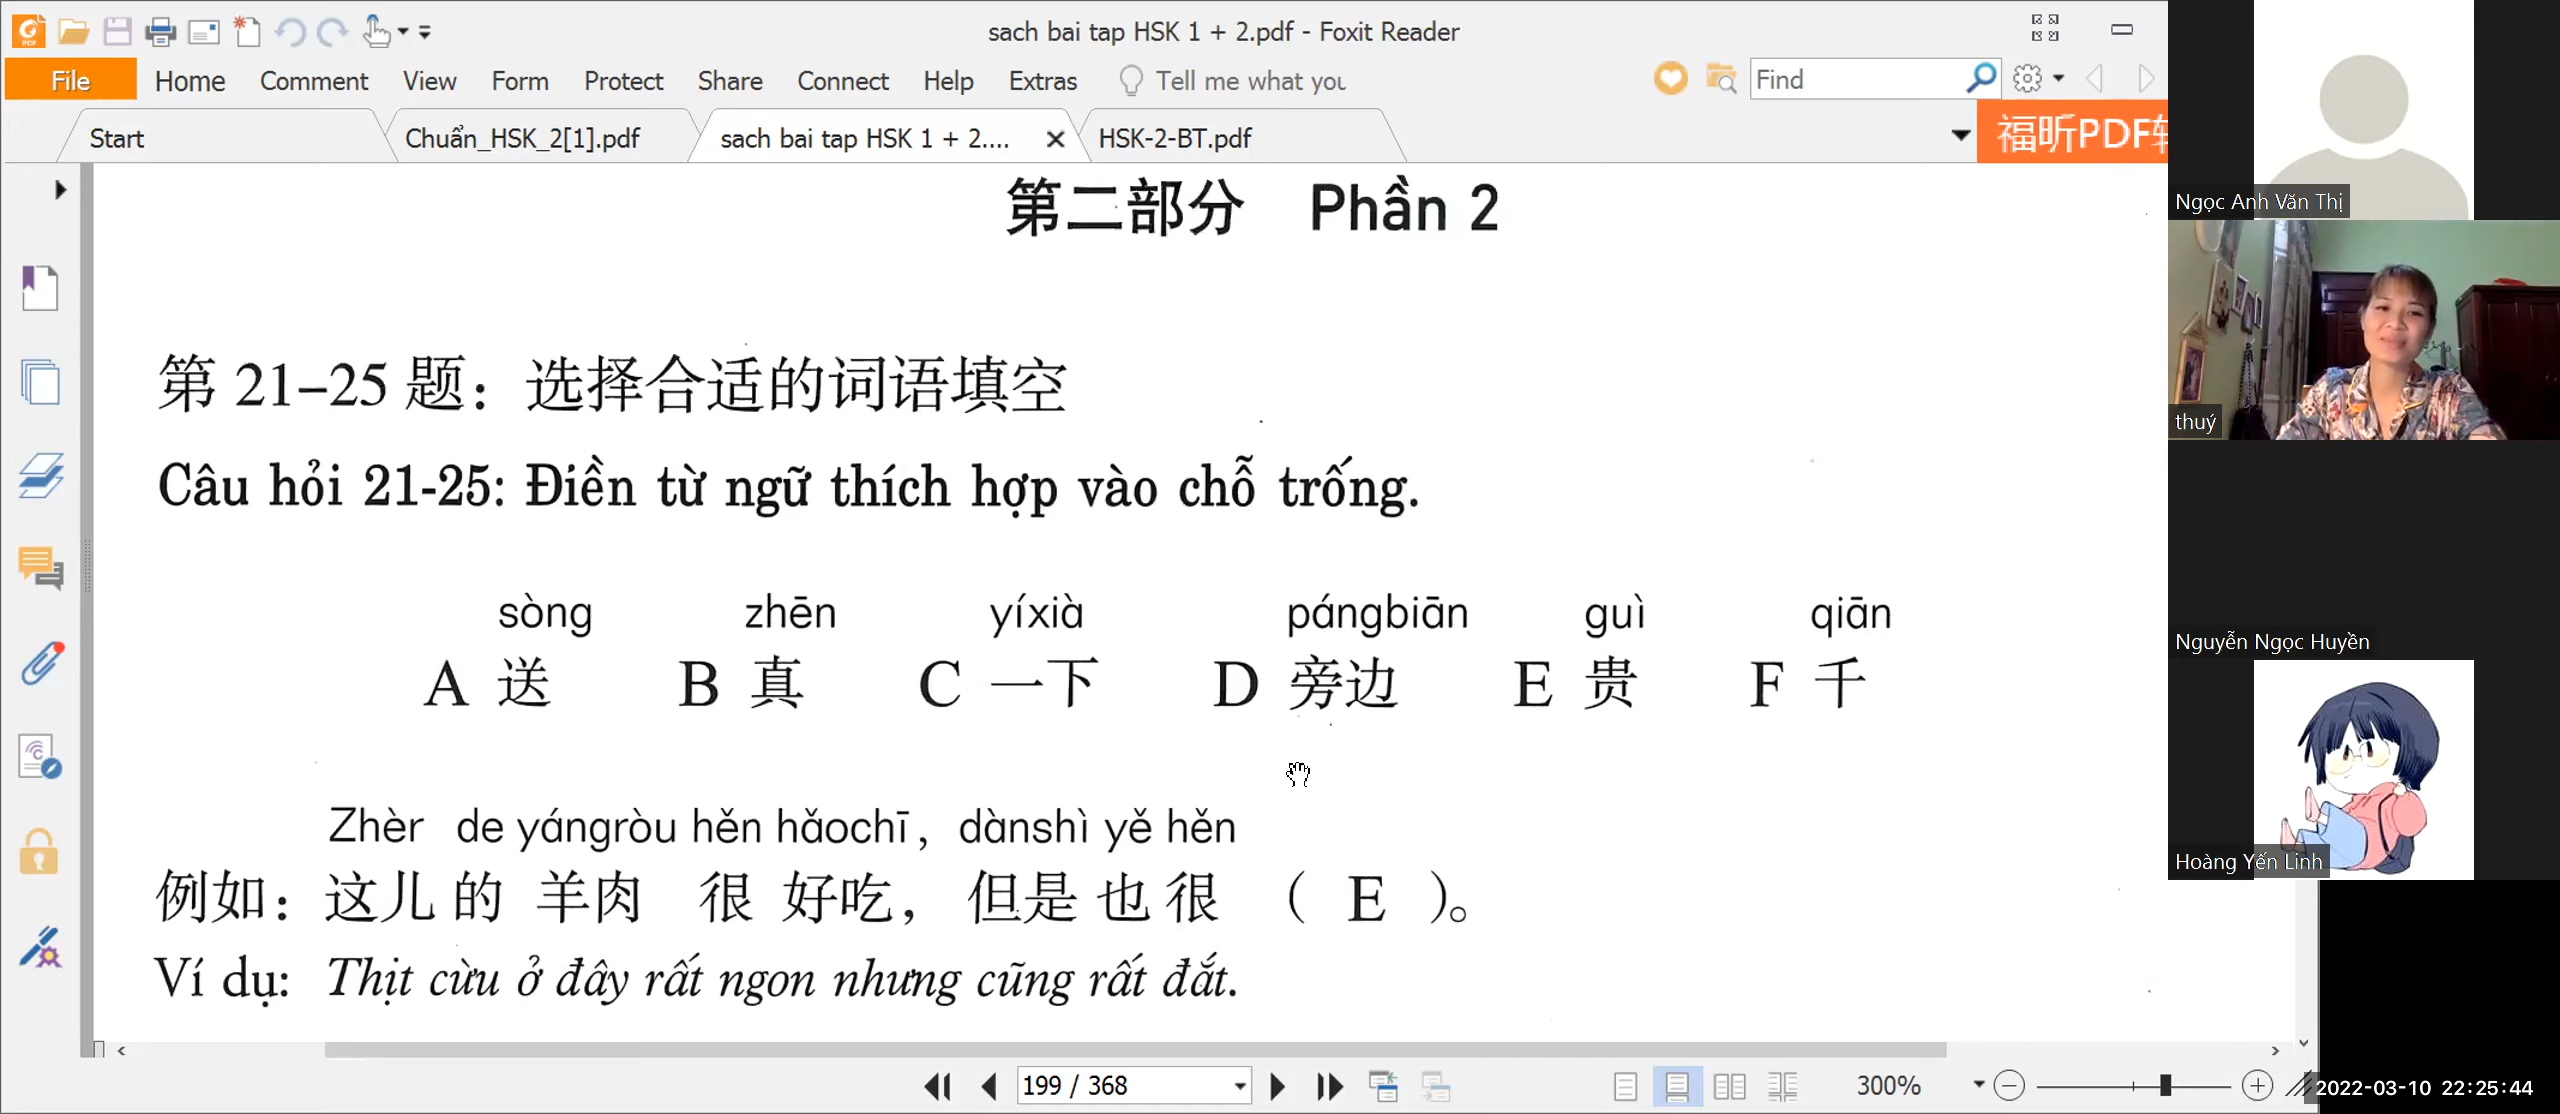 sach bai tap HSK 1 + 2.pdf - Foxit Reader
File Home Comment View Form Protect Share Connect Help Extras Tell me what you
Find
Start Chuẩn_HSK_2[1].pdf sach bai tap HSK 1 + 2.... HSK-2-BT.pdf
福昕PDF转
第二部分 Phần 2
第 21–25 题：选择合适的词语填空
Câu hỏi 21-25: Điền từ ngữ thích hợp vào chỗ trống.
sòng zhēn yíxià pángbiān guì qiān
A 送 B 真 C 一下 D 旁边 E 贵 F 千
Zhèr de yángròu hěn hǎochī, dànshì yě hěn
例如：这儿 的 羊肉 很 好吃，但是 也 很 （ E ）。
Ví dụ: Thịt cừu ở đây rất ngon nhưng cũng rất đắt.
199 / 368
300%
Ngọc Anh Văn Thị
thuý
Nguyễn Ngọc Huyền
Hoàng Yến Linh
2022-03-10 22:25:44